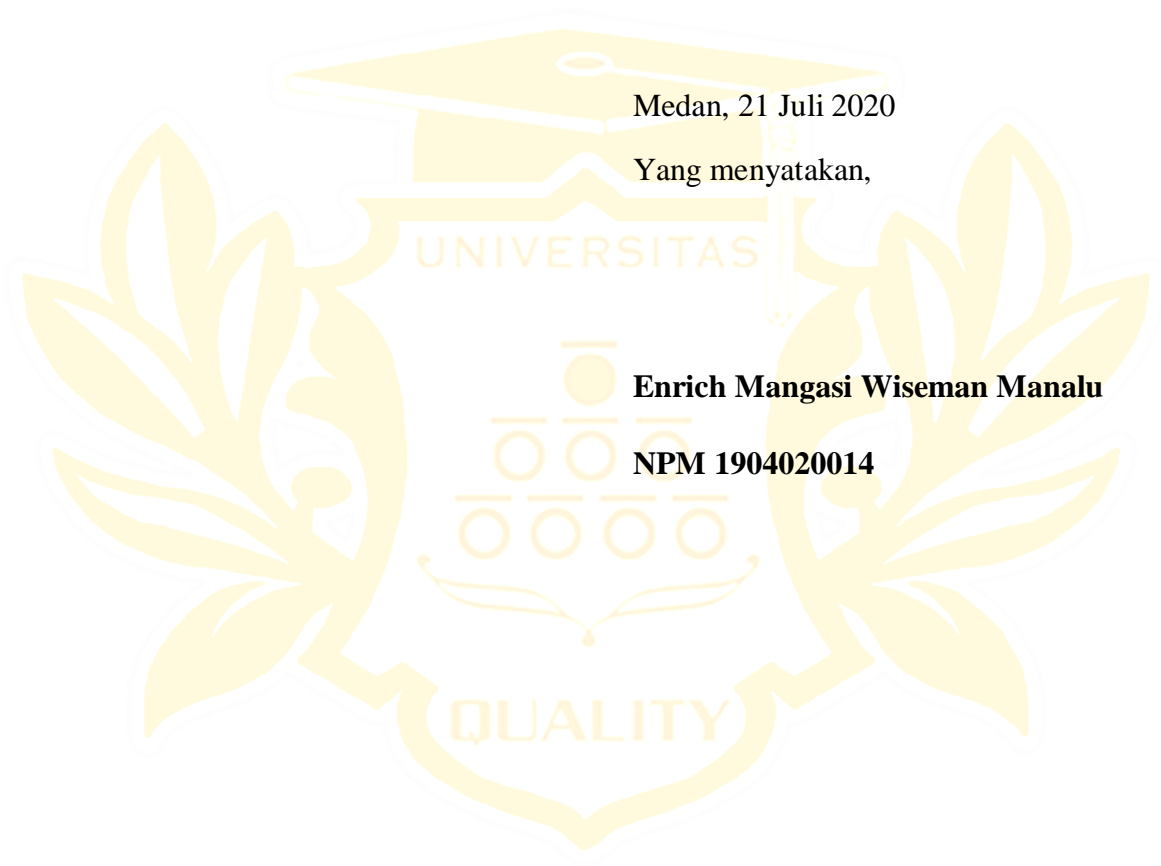 Medan, 21 Juli 2020
Yang menyatakan,
UNIVERSITAS
Enrich Mangasi Wiseman Manalu
NPM 1904020014
QUALITY